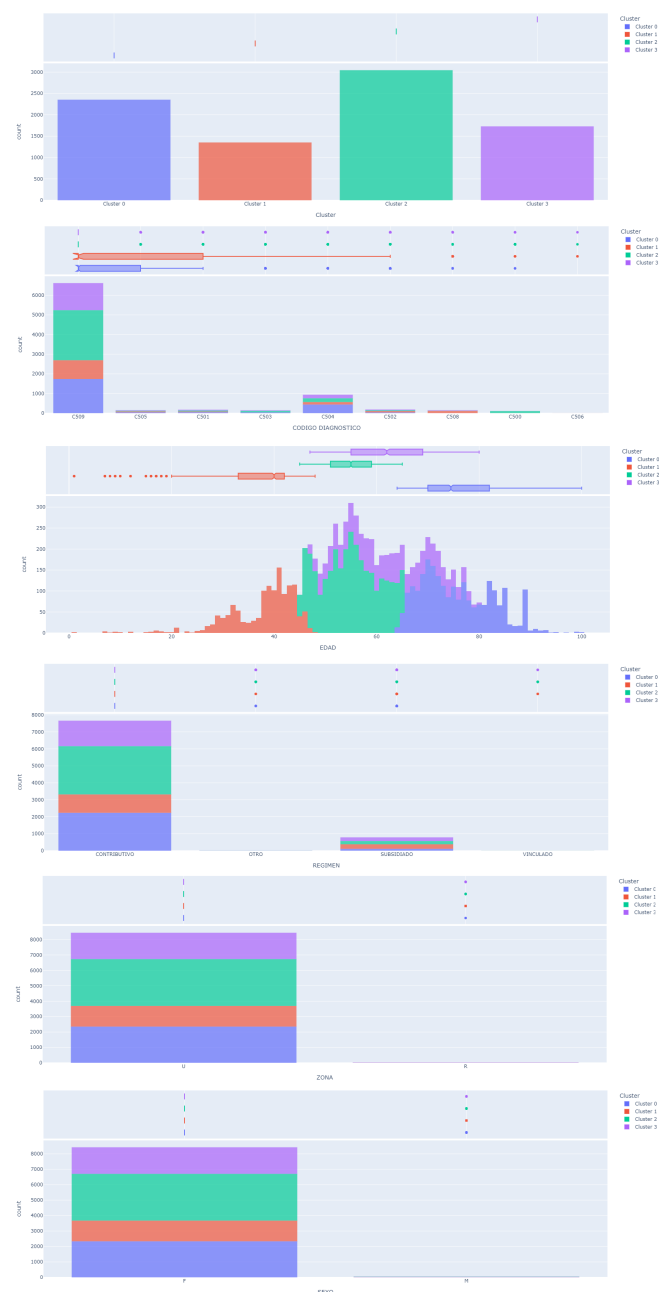 Cluster
Cluster 0
Cluster 1
Cluster 2
Cluster 3
3000
2500
2000
1500
1000
500
0
count
Cluster 0 Cluster 1 Cluster 2 Cluster 3
Cluster
Cluster
Cluster 0
Cluster 1
Cluster 2
Cluster 3
6000
5000
4000
3000
2000
1000
0
count
C509 C505 C501 C503 C504 C502 C508 C500 C506
CODIGO DIAGNOSTICO
Cluster
Cluster 0
Cluster 1
Cluster 2
Cluster 3
300
250
200
150
100
50
0
count
0 20 40 60 80 100
EDAD
Cluster
Cluster 0
Cluster 1
Cluster 2
Cluster 3
8000
7000
6000
5000
4000
3000
2000
1000
0
count
CONTRIBUTIVO OTRO SUBSIDIADO VINCULADO
REGIMEN
Cluster
Cluster
Cluster 1
Cluster 2
Cluster
8000
7000
6000
5000
4000
3000
2000
1000
0
count
U R
ZONA
Cluster
Cluster 0
Cluster 1
Cluster 2
Cluster 3
8000
7000
6000
5000
4000
3000
2000
1000
0
count
F M